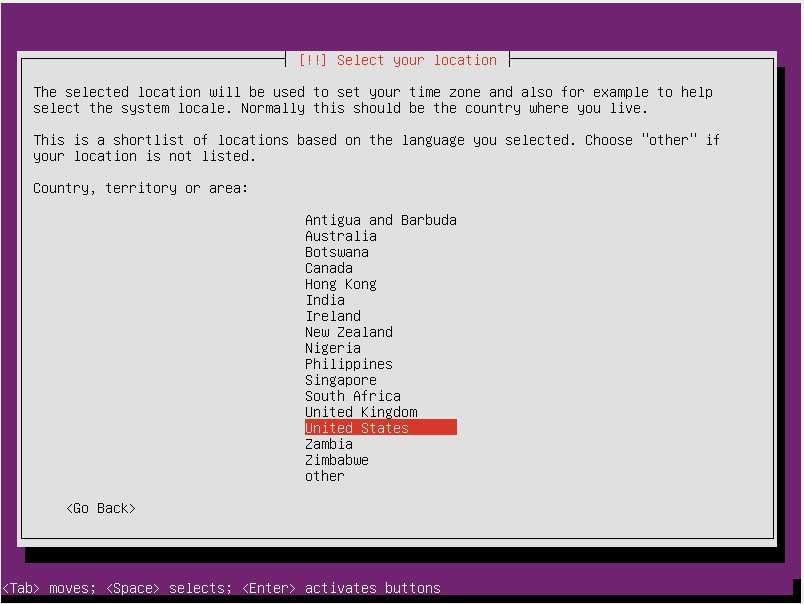 [!!] Select your location
The selected location will be used to set your time zone and also for example to help
select the system locale. Normally this should be the country where you live.
This is a shortlist of locations based on the language you selected. Choose "other" if
your location is not listed.
Country, territory or area:
Antigua and Barbuda
Australia
Botswana
Canada
Hong Kong
India
Ireland
New Zealand
Nigeria
Philippines
Singapore
South Africa
United Kingdom
United States
Zambia
Zimbabwe
other
<Go Back>
<Tab> moves; <Space> selects; <Enter> activates buttons